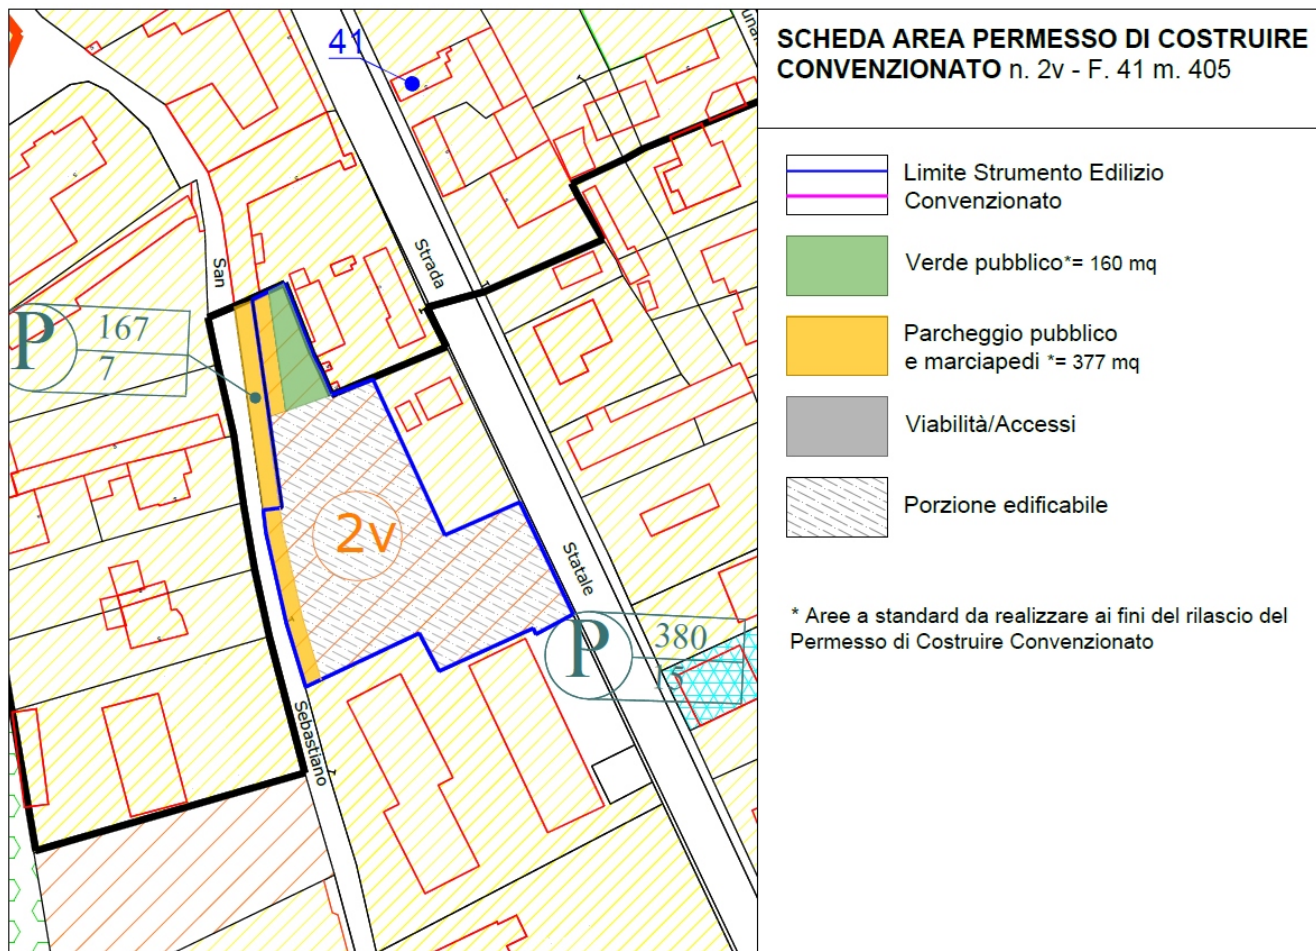 41
San
Strada
P 167
7
2v
Statale
P 380
15
Sebastiano
SCHEDA AREA PERMESSO DI COSTRUIRE
CONVENZIONATO n. 2v - F. 41 m. 405
Limite Strumento Edilizio
Convenzionato
Verde pubblico*= 160 mq
Parcheggio pubblico
e marciapedi *= 377 mq
Viabilità/Accessi
Porzione edificabile
* Aree a standard da realizzare ai fini del rilascio del
Permesso di Costruire Convenzionato